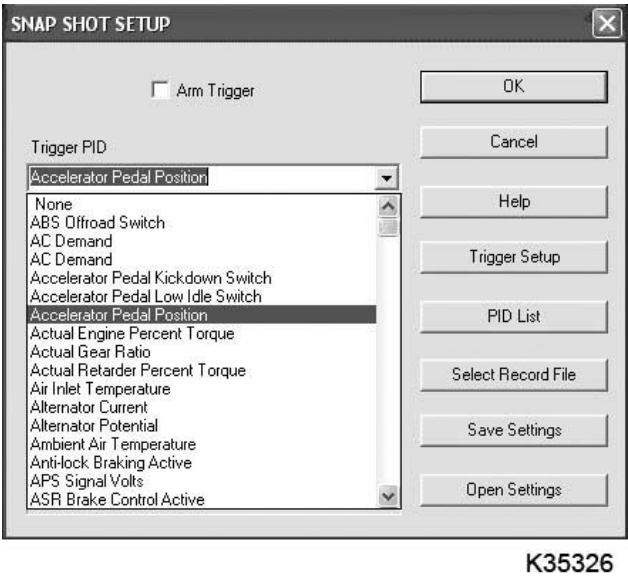 SNAP SHOT SETUP
Arm Trigger
OK
Trigger PID
Cancel
Accelerator Pedal Position
None
Help
ABS Offroad Switch
AC Demand
AC Demand
Trigger Setup
Accelerator Pedal Kickdown Switch
Accelerator Pedal Low Idle Switch
Accelerator Pedal Position
PID List
Actual Engine Percent Torque
Actual Gear Ratio
Actual Retarder Percent Torque
Select Record File
Air Inlet Temperature
Alternator Current
Alternator Potential
Save Settings
Ambient Air Temperature
Anti-lock Braking Active
APS Signal Volts
Open Settings
ASR Brake Control Active
K35326